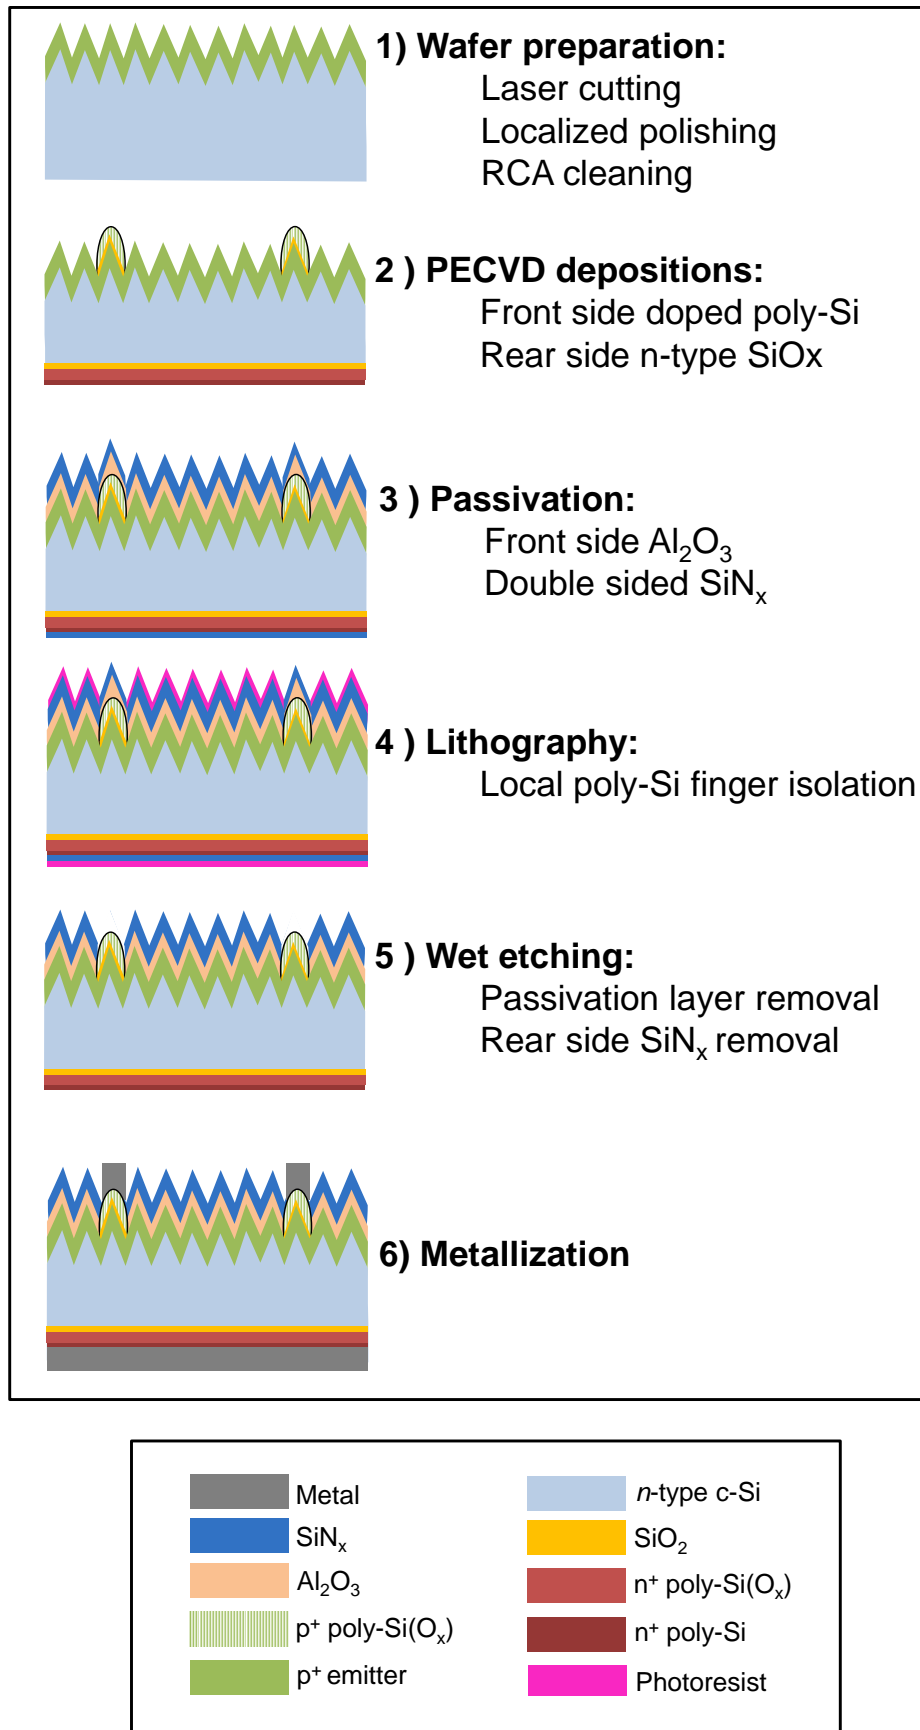 1) Wafer preparation:
Laser cutting
Localized polishing
RCA cleaning
2 ) PECVD depositions:
Front side doped poly-Si
Rear side n-type SiOx
3 ) Passivation:
Front side Al₂O₃
Double sided SiNₓ
4 ) Lithography:
Local poly-Si finger isolation
5 ) Wet etching:
Passivation layer removal
Rear side SiNₓ removal
6) Metallization
Metal
SiNₓ
Al₂O₃
p⁺ poly-Si(Oₓ)
p⁺ emitter
n-type c-Si
SiO₂
n⁺ poly-Si(Oₓ)
n⁺ poly-Si
Photoresist